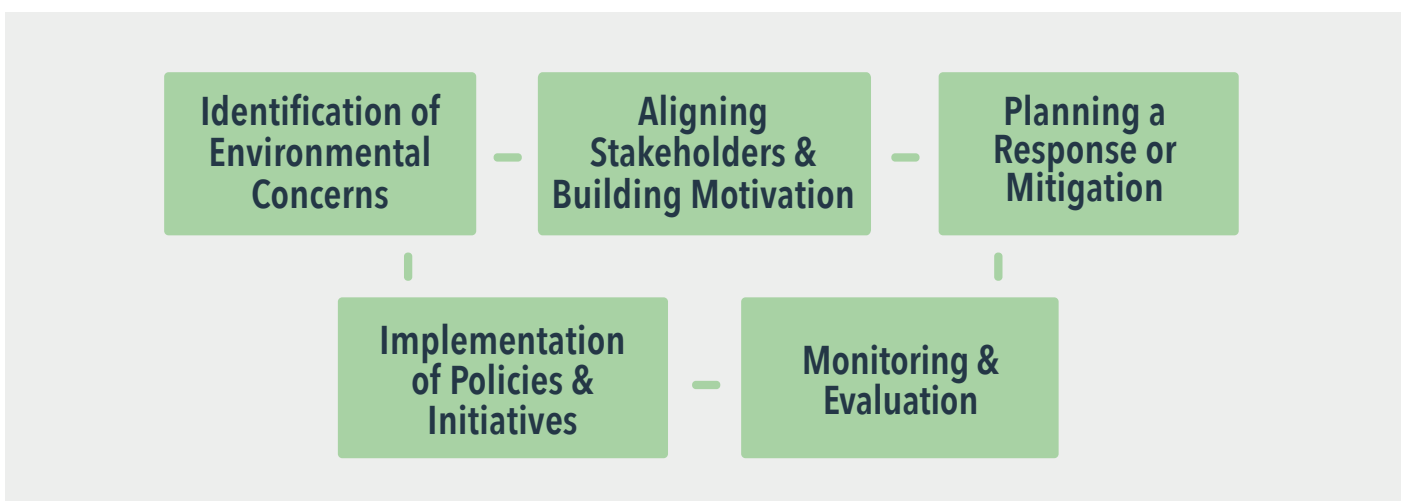 Identification of
Environmental
Concerns
Aligning
Stakeholders &
Building Motivation
Planning a
Response or
Mitigation
Implementation
of Policies &
Initiatives
Monitoring &
Evaluation